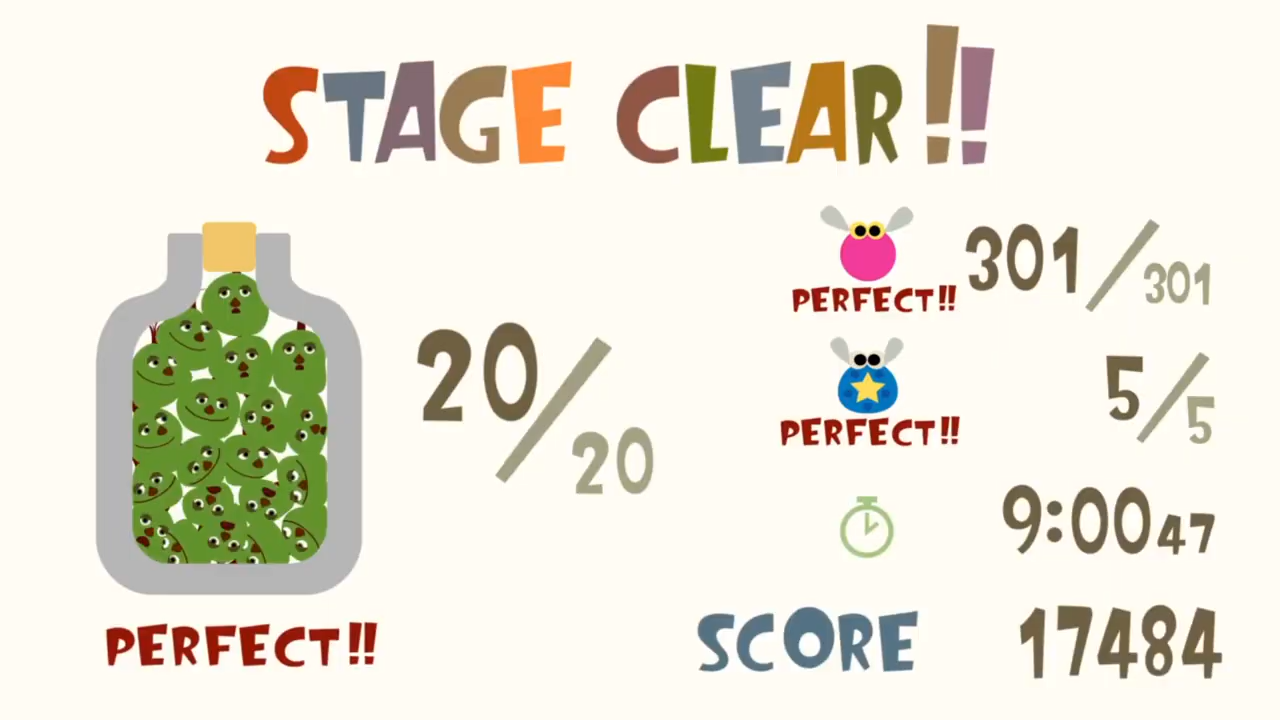 STAGE CLEAR!!
301/301
PERFECT!!
20/20
5/5
PERFECT!!
9:0047
SCORE 17484
PERFECT!!